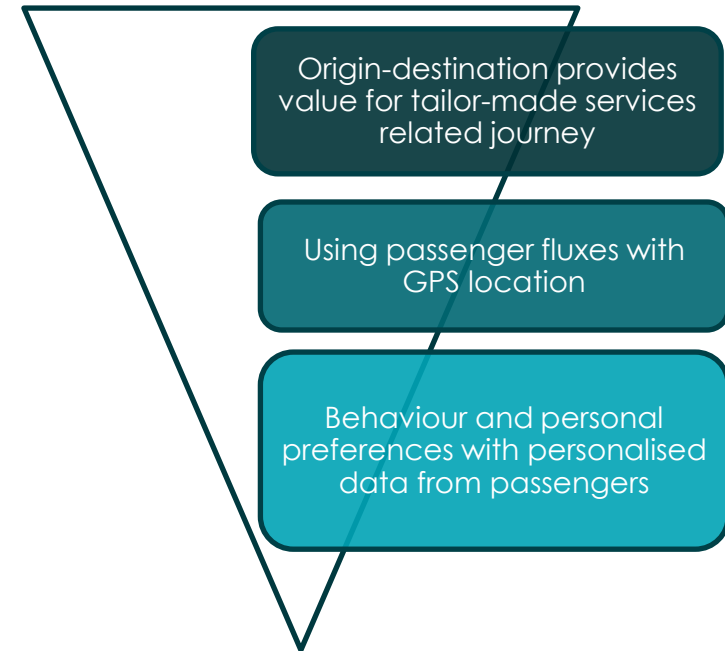 Origin-destination provides
value for tailor-made services
related journey
Using passenger fluxes with
GPS location
Behaviour and personal
preferences with personalised
data from passengers